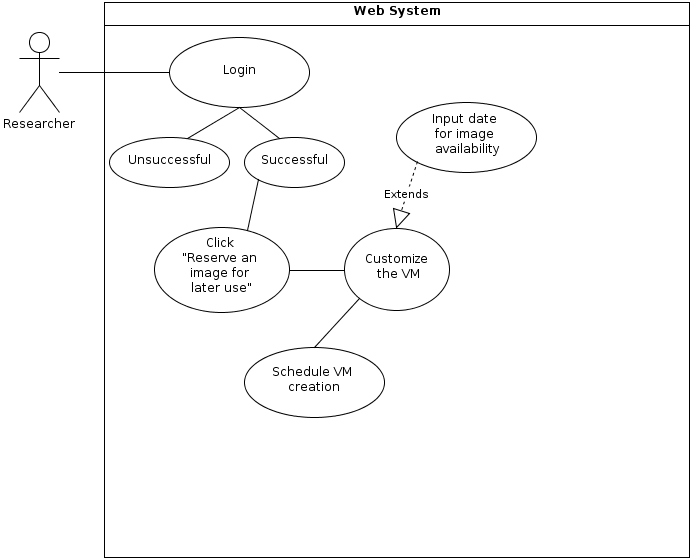 Web System
Login
Researcher
Input date
for image
availability
Unsuccessful
Successful
Extends
Click
"Reserve an
image for
later use"
Customize
the VM
Schedule VM
creation